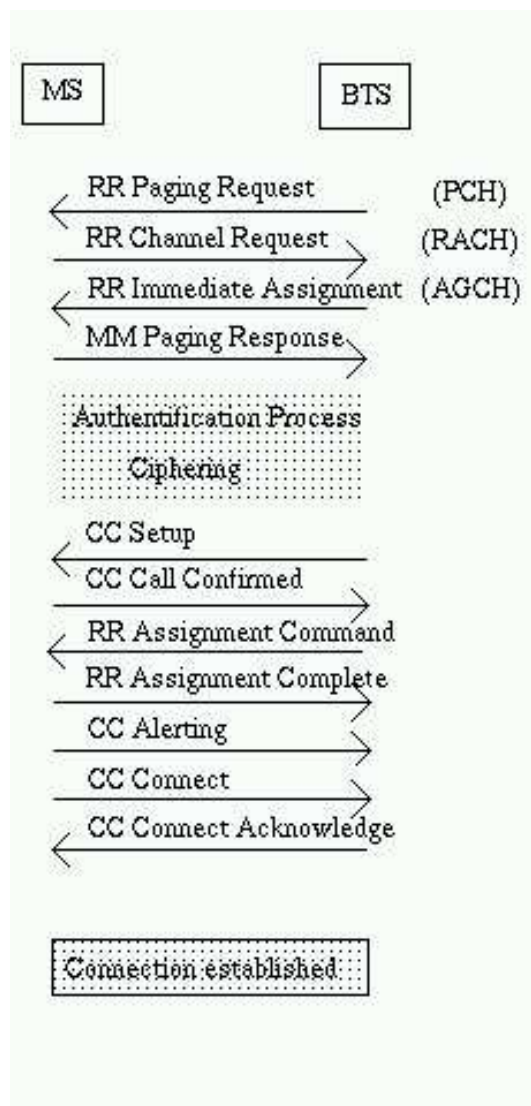 MS BTS
RR Paging Request (PCH)
RR Channel Request (RACH)
RR Immediate Assignment (AGCH)
MM Paging Response
Authentification Process
Ciphering
CC Setup
CC Call Confirmed
RR Assignment Command
RR Assignment Complete
CC Alerting
CC Connect
CC Connect Acknowledge
Connection established